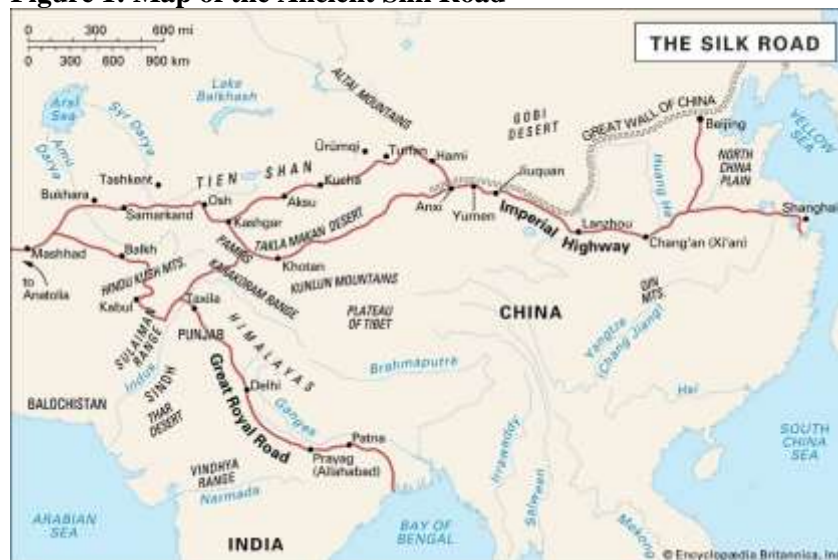 Figure 1: Map of the Ancient Silk Road
0 300 600 mi
0 300 600 900 km
THE SILK ROAD
ALTAI MOUNTAINS
Lake
Balkhash
Aral
Sea
Syr Darya
Amu
Darya
GOBI
DESERT
GREAT WALL OF CHINA
Beijing
YELLOW
SEA
Ürümqi
Turfan
Hami
Jiuquan
Huang He
NORTH
CHINA
PLAIN
TIEN SHAN
Tashkent
Bukhara
Samarkand
Osh
Kucha
Aksu
Kashgar
TAKLA MAKAN DESERT
Anxi
Yumen
Imperial Highway
Lanzhou
Chang'an (Xi'an)
Shanghai
Mashhad
to
Anatolia
Balkh
PAMIRS
Khotan
HINDU KUSH MTS.
KARAKORAM RANGE
KUNLUN MOUNTAINS
Kabul
Taxila
PLATEAU
OF TIBET
CHINA
QIN
MTS.
SULAIMAN
RANGE
PUNJAB
HIMALAYAS
Yangtze
(Chang Jiang)
Indus
SINDH
Brahmaputra
BALOCHISTAN
THAR
DESERT
Delhi
Great Royal Road
Ganges
Patna
Prayag
(Allahabad)
Irrawaddy
Salween
SOUTH
CHINA
SEA
VINDHYA
RANGE
Narmada
ARABIAN
SEA
INDIA
BAY OF
BENGAL
Mekong
© Encyclopædia Britannica, Inc